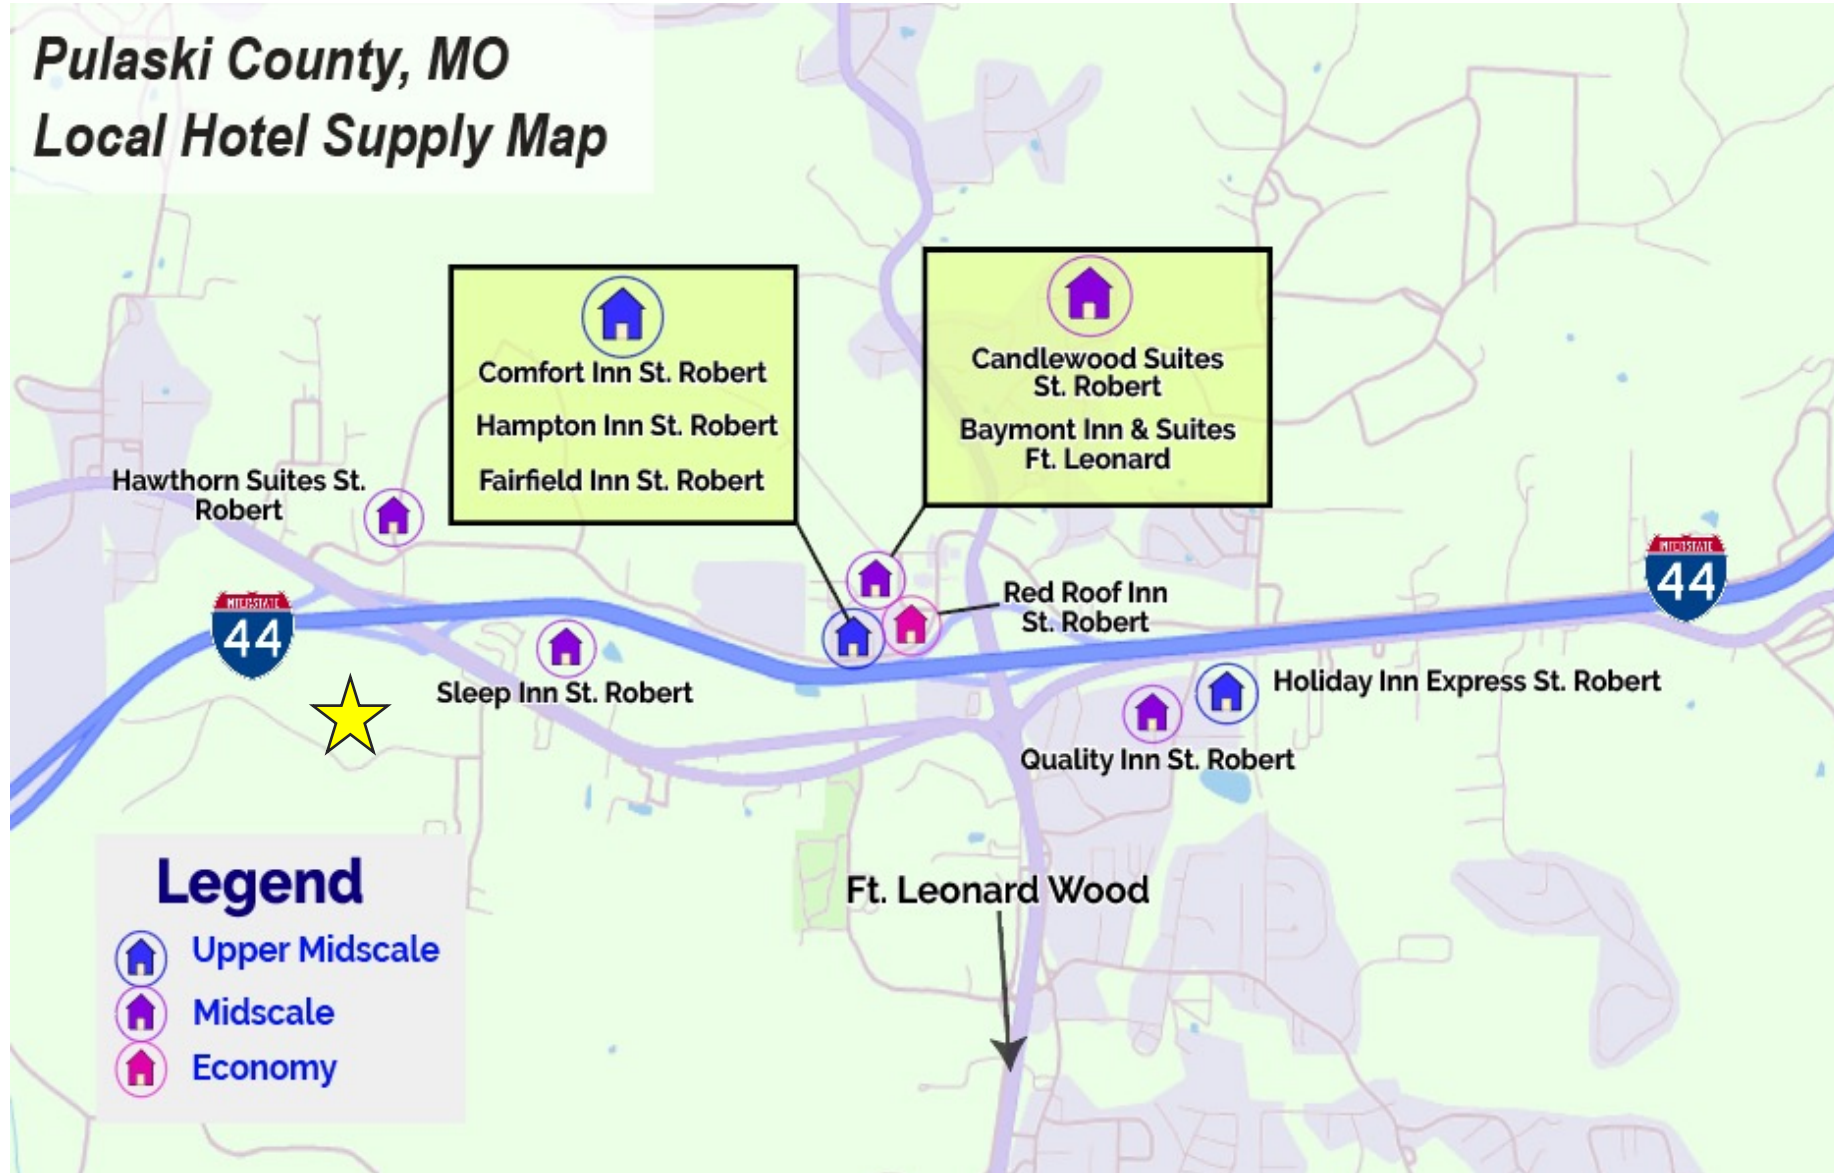 Pulaski County, MO
Local Hotel Supply Map
Comfort Inn St. Robert
Hampton Inn St. Robert
Fairfield Inn St. Robert
Candlewood Suites
St. Robert
Baymont Inn & Suites
Ft. Leonard
Hawthorn Suites St.
Robert
INTERSTATE
44
INTERSTATE
44
Red Roof Inn
St. Robert
Sleep Inn St. Robert
Holiday Inn Express St. Robert
Quality Inn St. Robert
Ft. Leonard Wood
Legend
Upper Midscale
Midscale
Economy